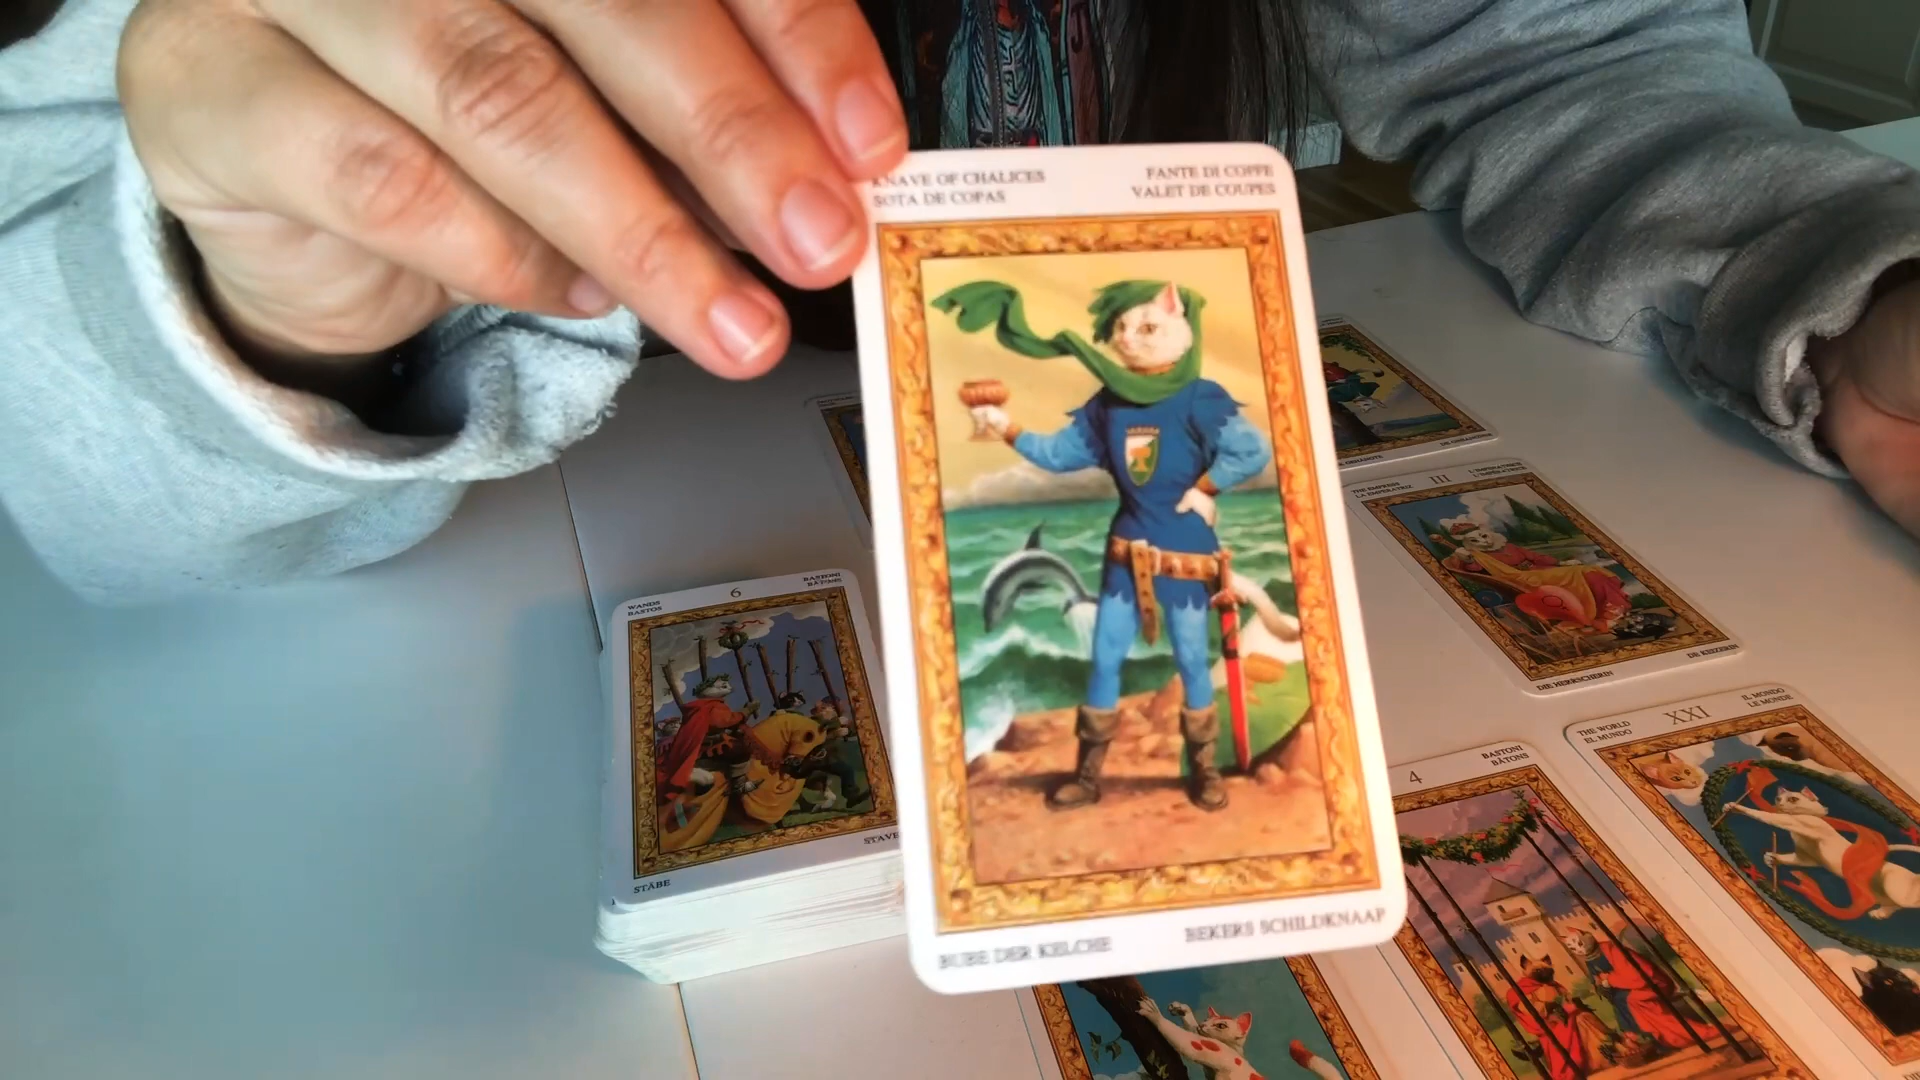 KNAVE OF CHALICES
SOTA DE COPAS
FANTE DI COPPE
VALET DE COUPES
BUBE DER KELCHE
BEKERS SCHILDKNAAP
WANDS
BASTOS
6
BASTONI
BÂTONS
STÄBE
STAVE
THE EMPRESS
LA EMPERATRIZ
III
L'IMPERATRICE
L'IMPÉRATRICE
DIE HERRSCHERIN
DE KEIZERIN
THE WORLD
EL MUNDO
XXI
IL MONDO
LE MONDE
4
BASTONI
BÂTONS